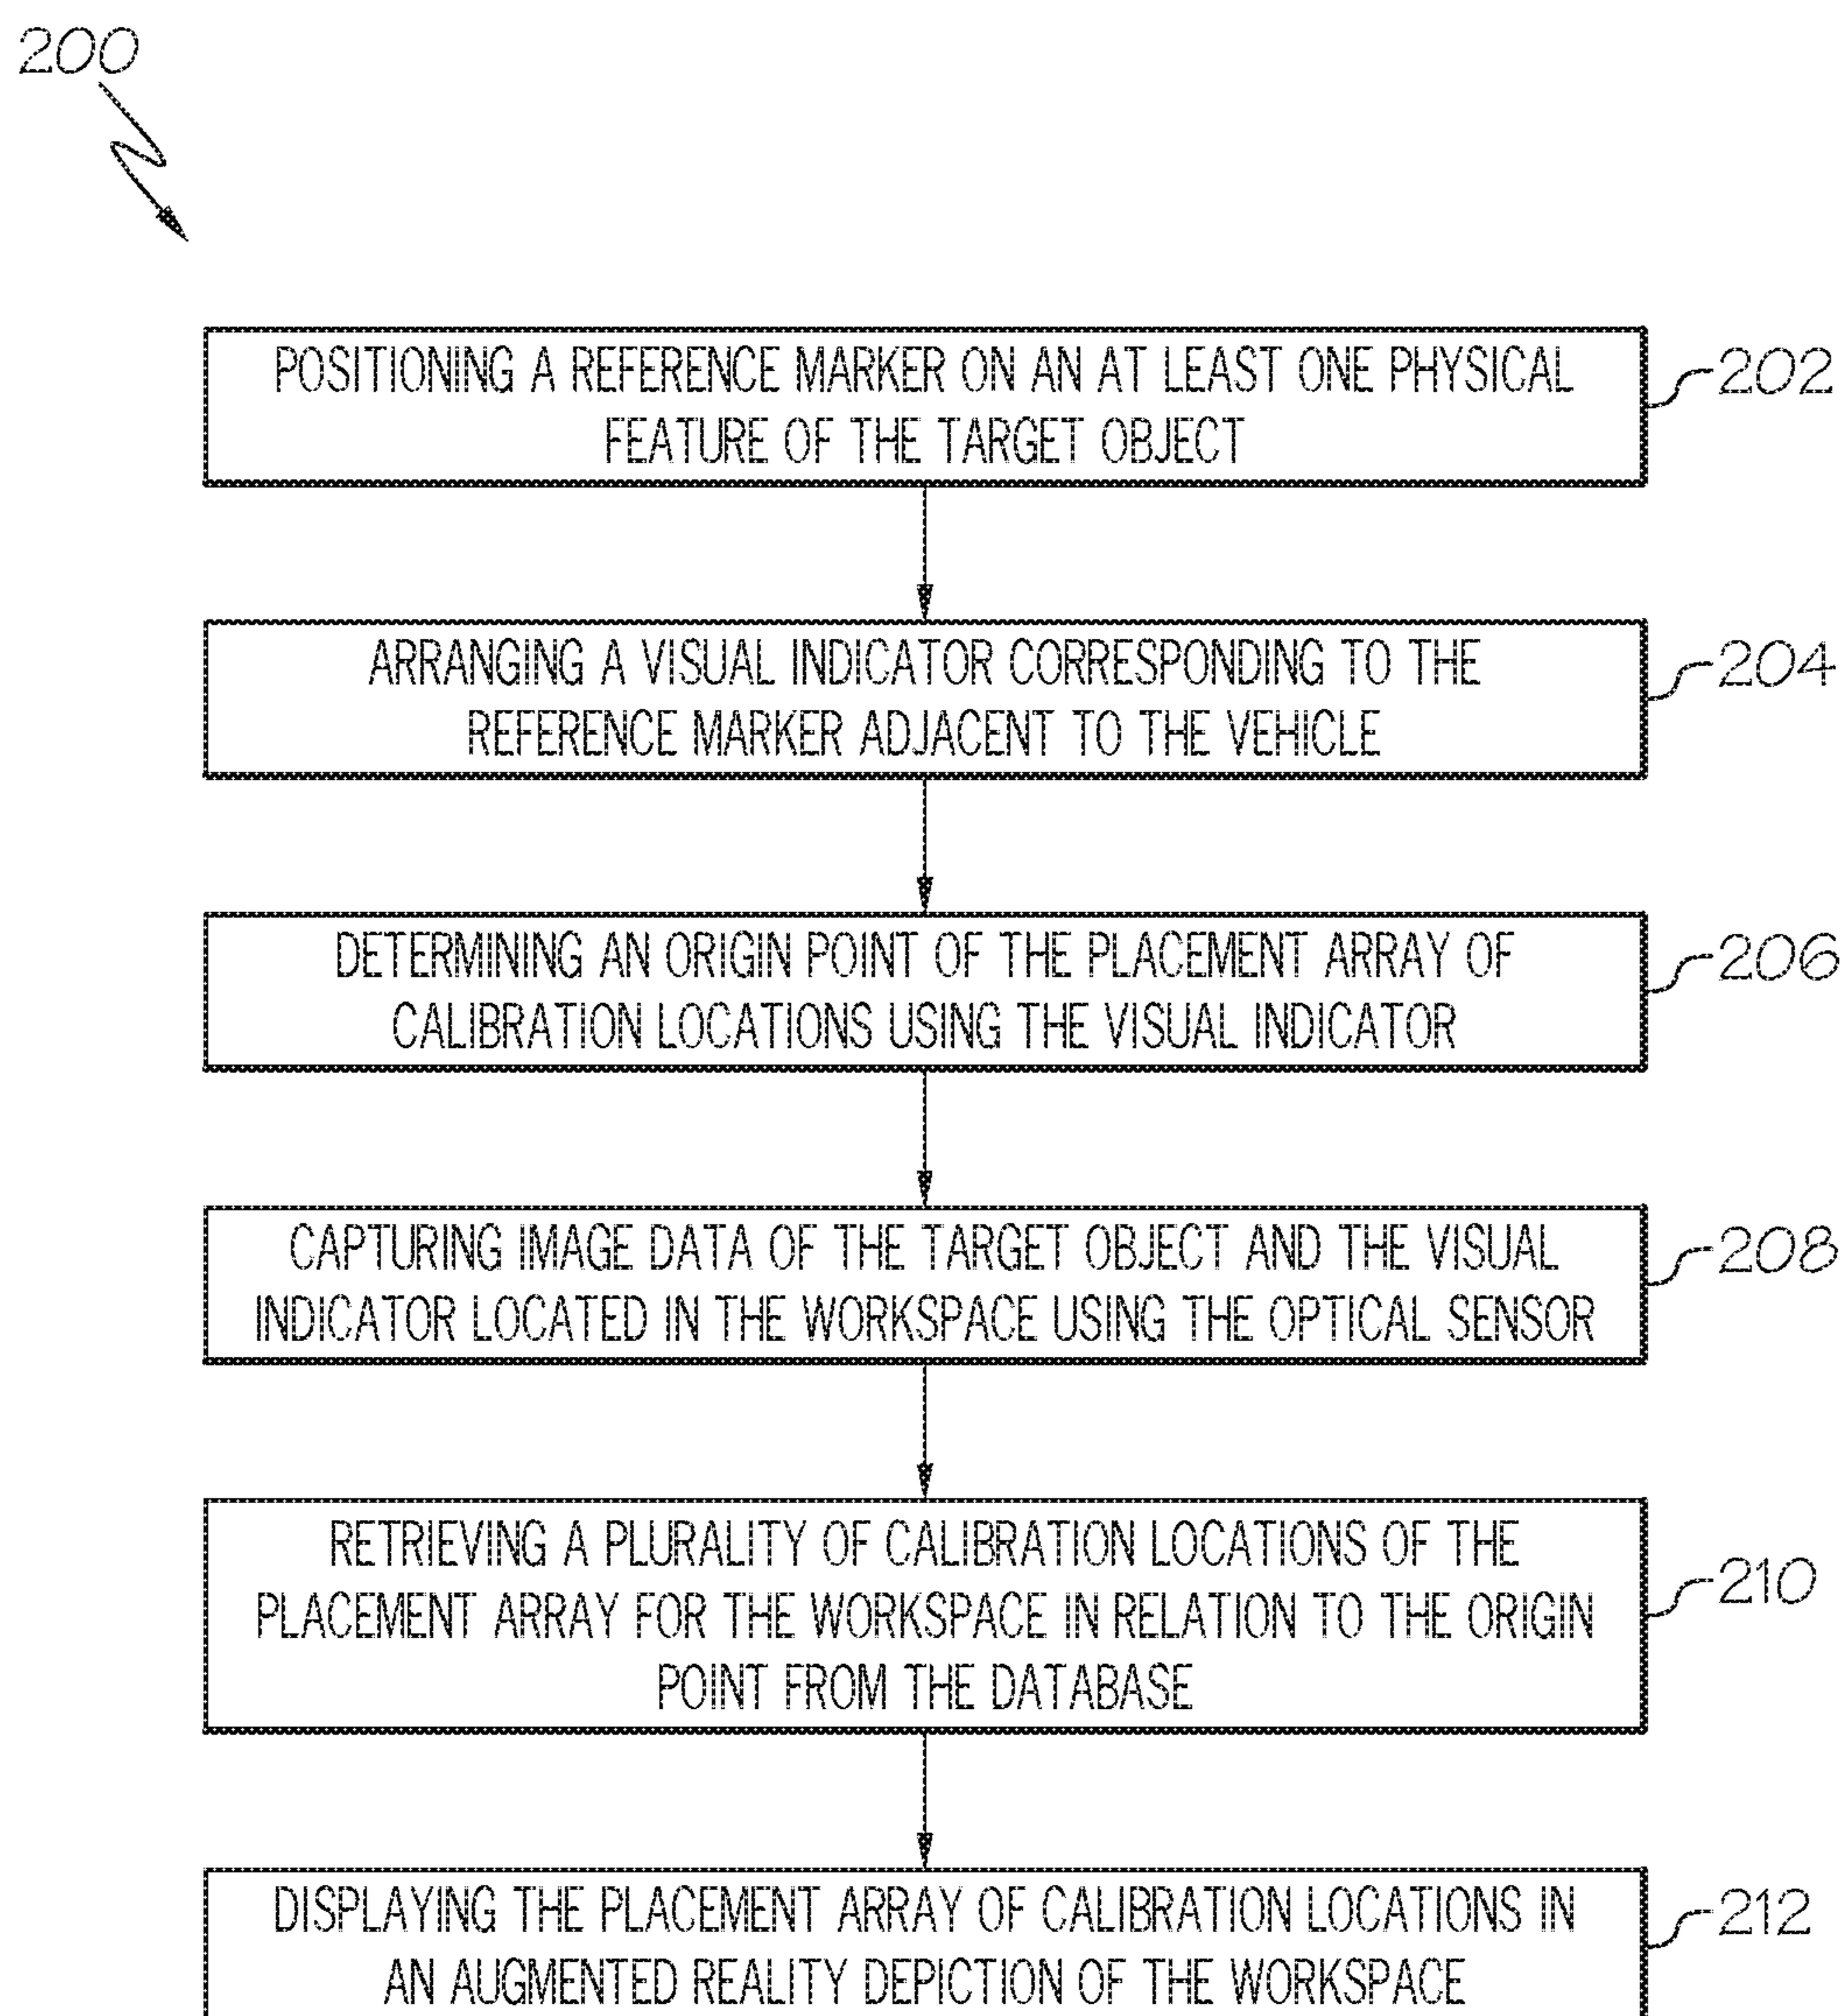 200
POSITIONING A REFERENCE MARKER ON AN AT LEAST ONE PHYSICAL
FEATURE OF THE TARGET OBJECT
202
ARRANGING A VISUAL INDICATOR CORRESPONDING TO THE
REFERENCE MARKER ADJACENT TO THE VEHICLE
204
DETERMINING AN ORIGIN POINT OF THE PLACEMENT ARRAY OF
CALIBRATION LOCATIONS USING THE VISUAL INDICATOR
206
CAPTURING IMAGE DATA OF THE TARGET OBJECT AND THE VISUAL
INDICATOR LOCATED IN THE WORKSPACE USING THE OPTICAL SENSOR
208
RETRIEVING A PLURALITY OF CALIBRATION LOCATIONS OF THE
PLACEMENT ARRAY FOR THE WORKSPACE IN RELATION TO THE ORIGIN
POINT FROM THE DATABASE
210
DISPLAYING THE PLACEMENT ARRAY OF CALIBRATION LOCATIONS IN
AN AUGMENTED REALITY DEPICTION OF THE WORKSPACE
212